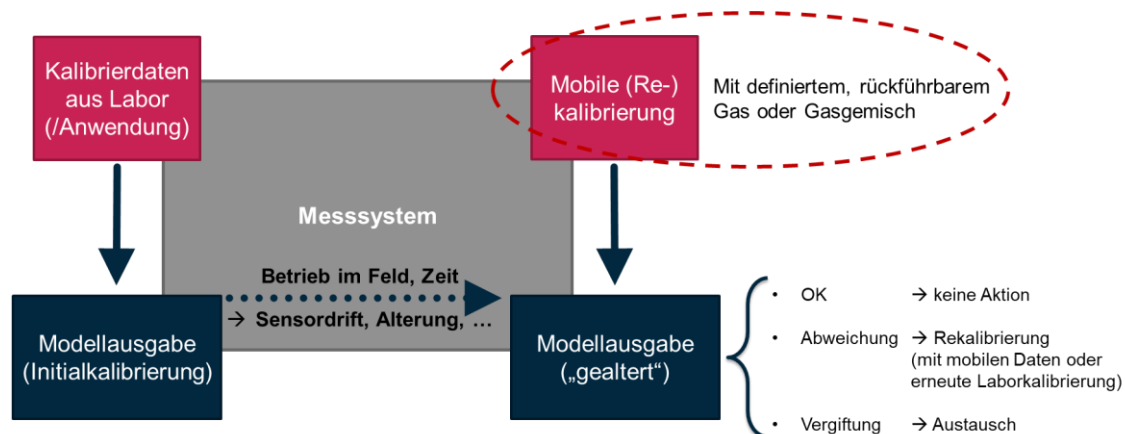 Kalibrierdaten
aus Labor
(/Anwendung)
Mobile (Re-)
kalibrierung
Mit definiertem, rückführbarem
Gas oder Gasgemisch
Messsystem
Betrieb im Feld, Zeit
→ Sensordrift, Alterung, …
Modellausgabe
(Initialkalibrierung)
Modellausgabe
(„gealtert“)
• OK → keine Aktion
• Abweichung → Rekalibrierung
(mit mobilen Daten oder
erneute Laborkalibrierung)
• Vergiftung → Austausch